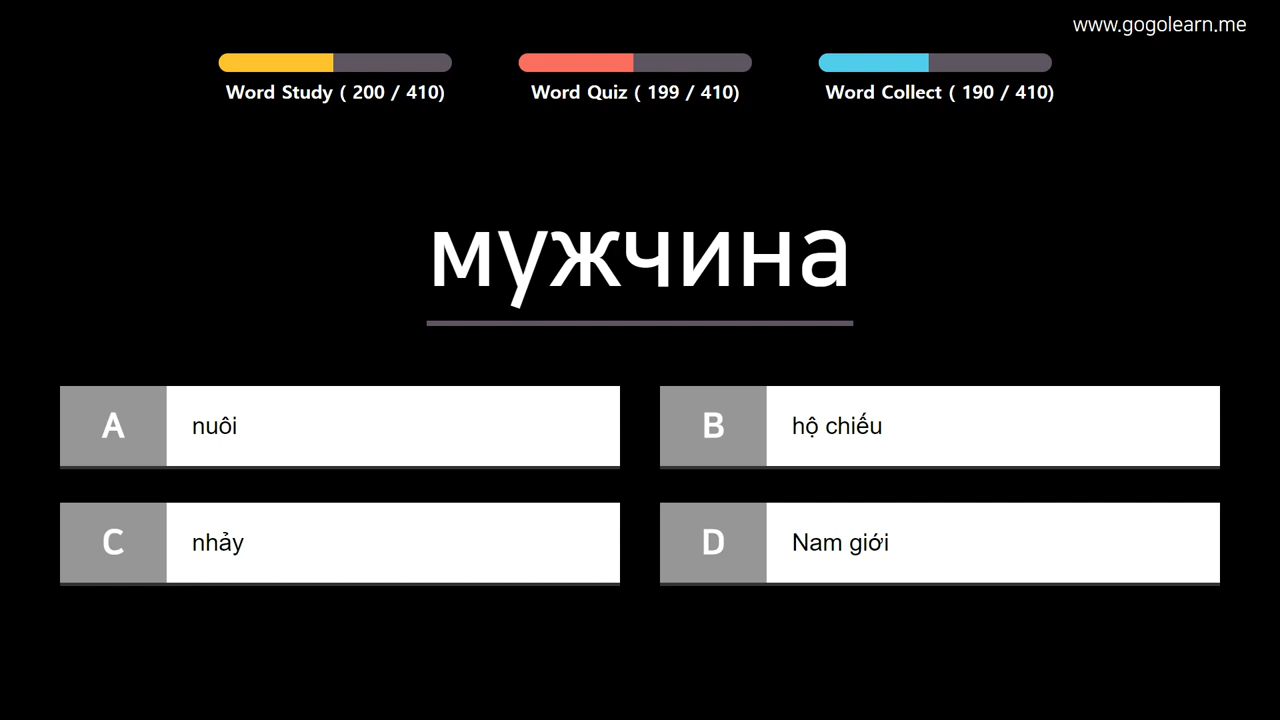 www.gogolearn.me
Word Study ( 200 / 410)
Word Quiz ( 199 / 410)
Word Collect ( 190 / 410)
мужчина
A nuôi
B hộ chiếu
C nhảy
D Nam giới